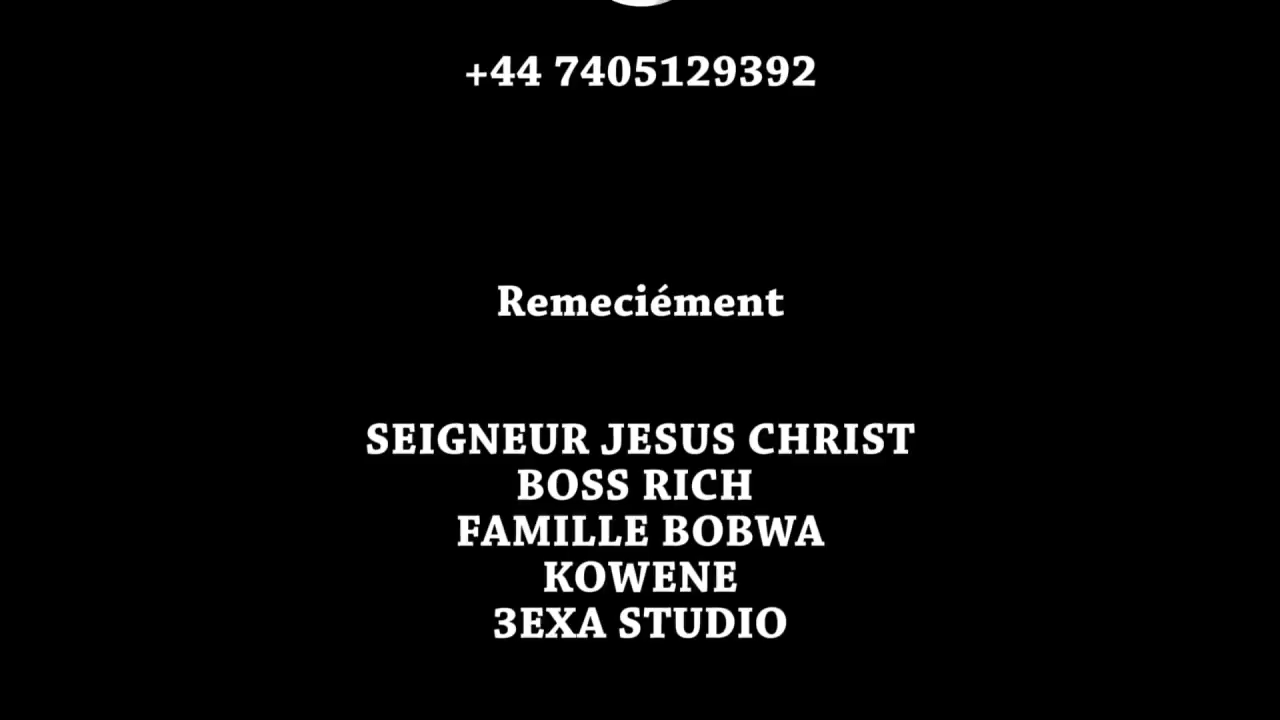 +44 7405129392
Remeciément
SEIGNEUR JESUS CHRIST
BOSS RICH
FAMILLE BOBWA
KOWENE
3EXA STUDIO